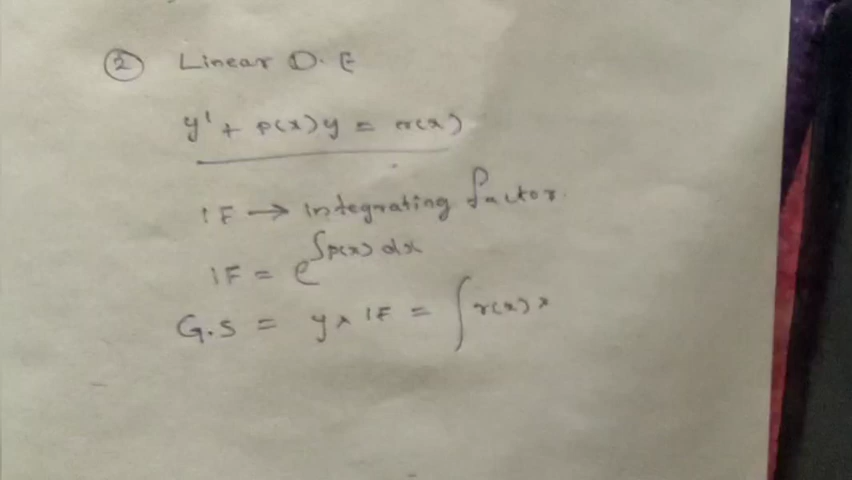 ② Linear D.E
y' + p(x)y = r(x)
IF → integrating factor.
IF = e^∫p(x)dx
G.S = y x IF = ∫r(x) x